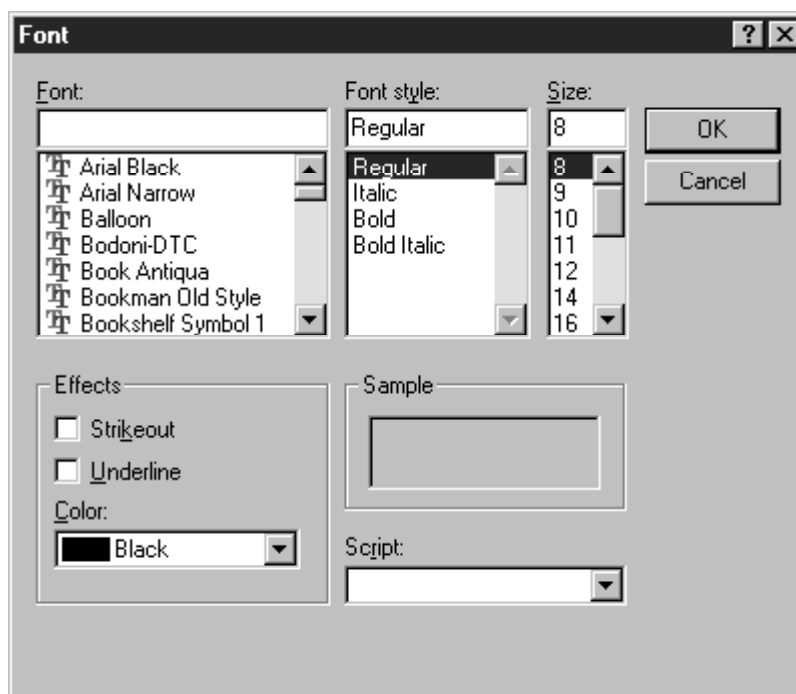 Font
Font:
Font style:
Size:
Regular
8
OK
Cancel
Arial Black
Arial Narrow
Balloon
Bodoni-DTC
Book Antiqua
Bookman Old Style
Bookshelf Symbol 1
Regular
Italic
Bold
Bold Italic
8
9
10
11
12
14
16
Effects
Strikeout
Underline
Color:
Black
Sample
Script: